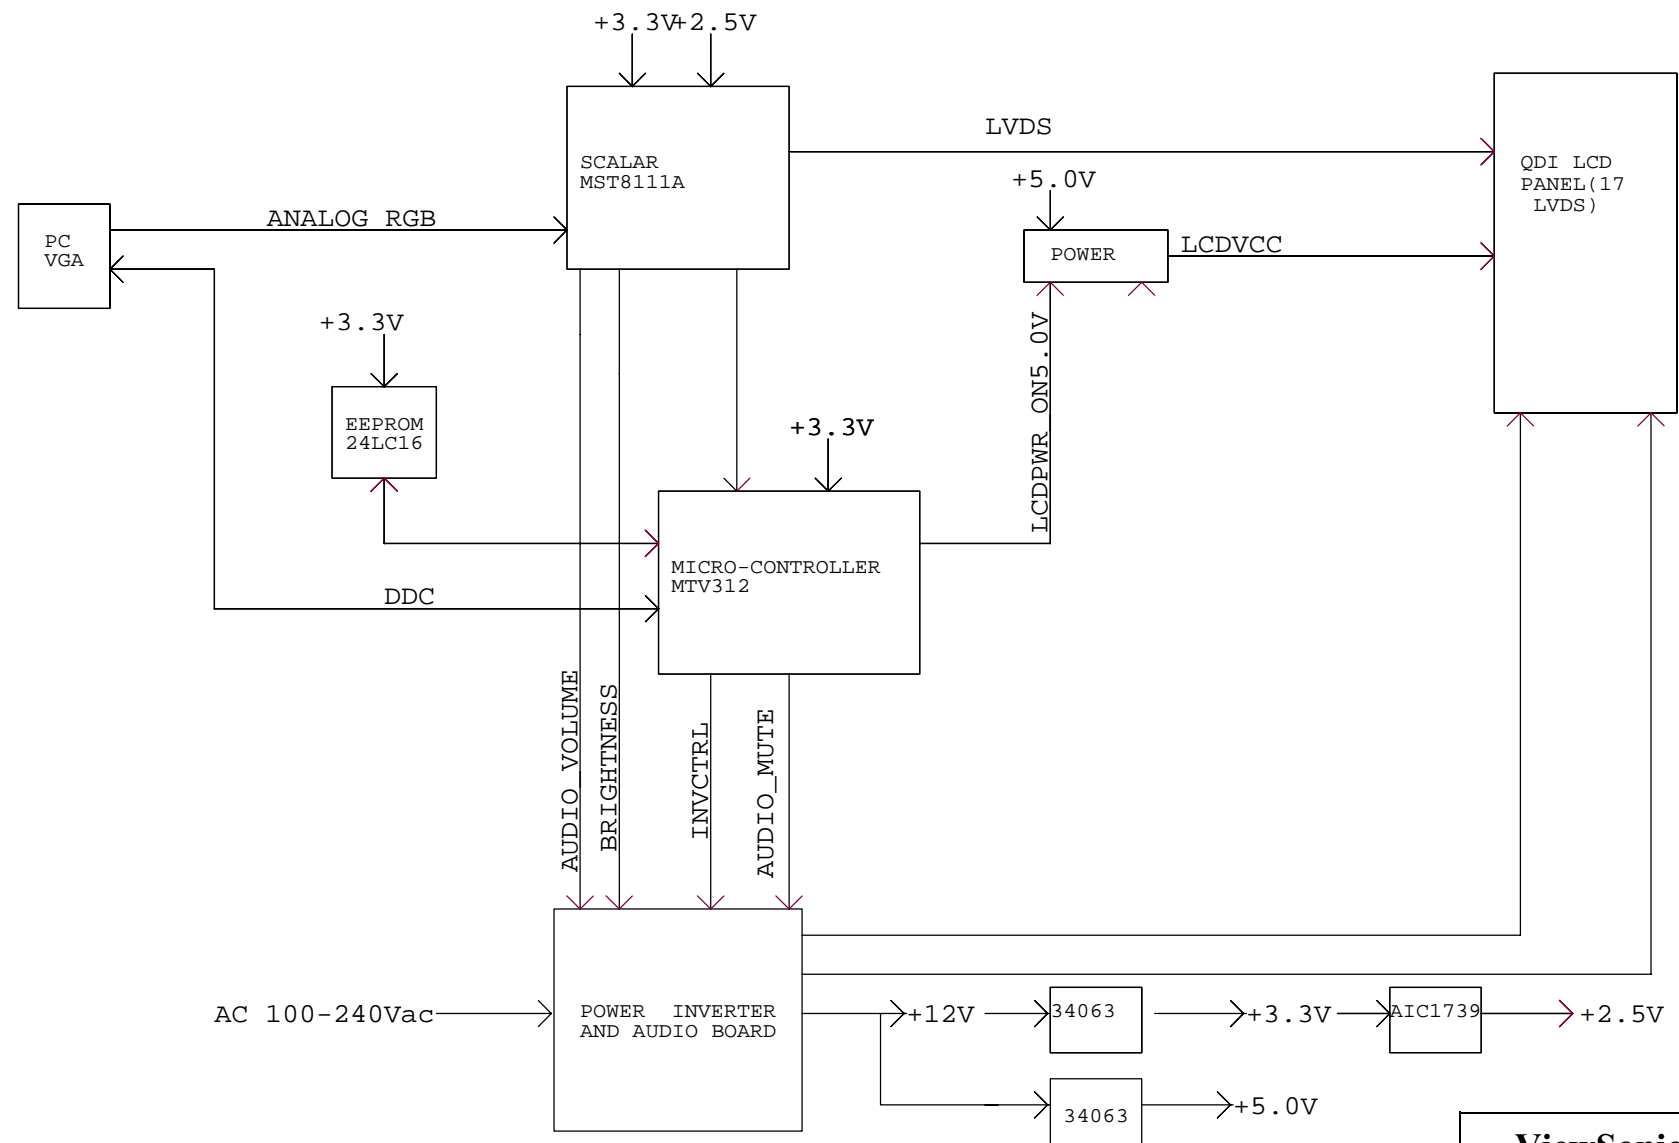 +3.3V+2.5V
LVDS
SCALAR
MST8111A
QDI LCD
PANEL(17
LVDS)
+5.0V
ANALOG RGB
PC
VGA
POWER
LCDVCC
+3.3V
EEPROM
24LC16
+3.3V
LCDPWR ON5.0V
MICRO-CONTROLLER
MTV312
DDC
AUDIO_VOLUME
BRIGHTNESS
INVCTRL
AUDIO_MUTE
AC 100-240Vac
POWER INVERTER
AND AUDIO BOARD
+12V
34063
+3.3V
AIC1739
+2.5V
34063
+5.0V